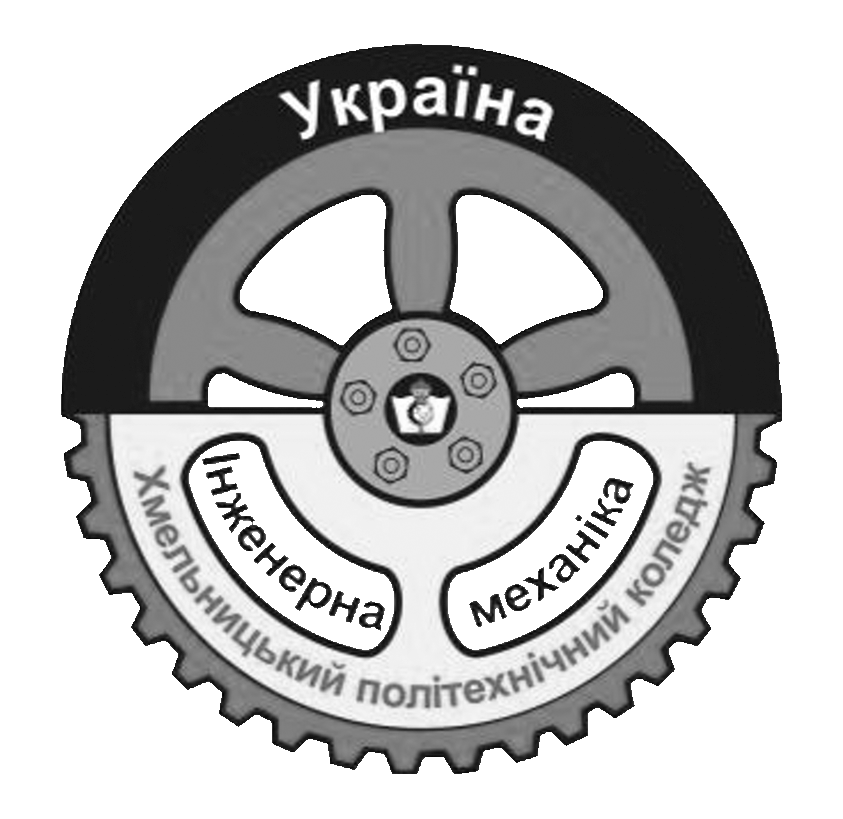 Україна
Інженерна
механіка
Хмельницький політехнічний коледж